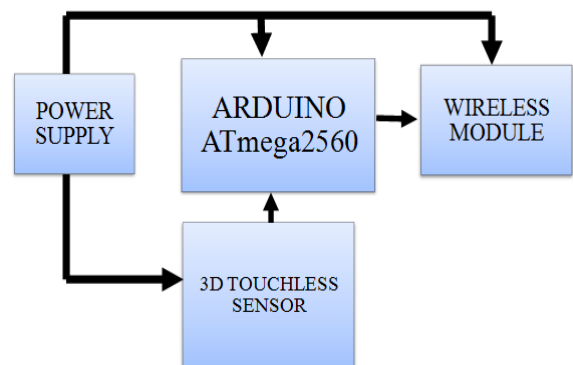 POWER
SUPPLY
ARDUINO
ATmega2560
WIRELESS
MODULE
3D TOUCHLESS
SENSOR